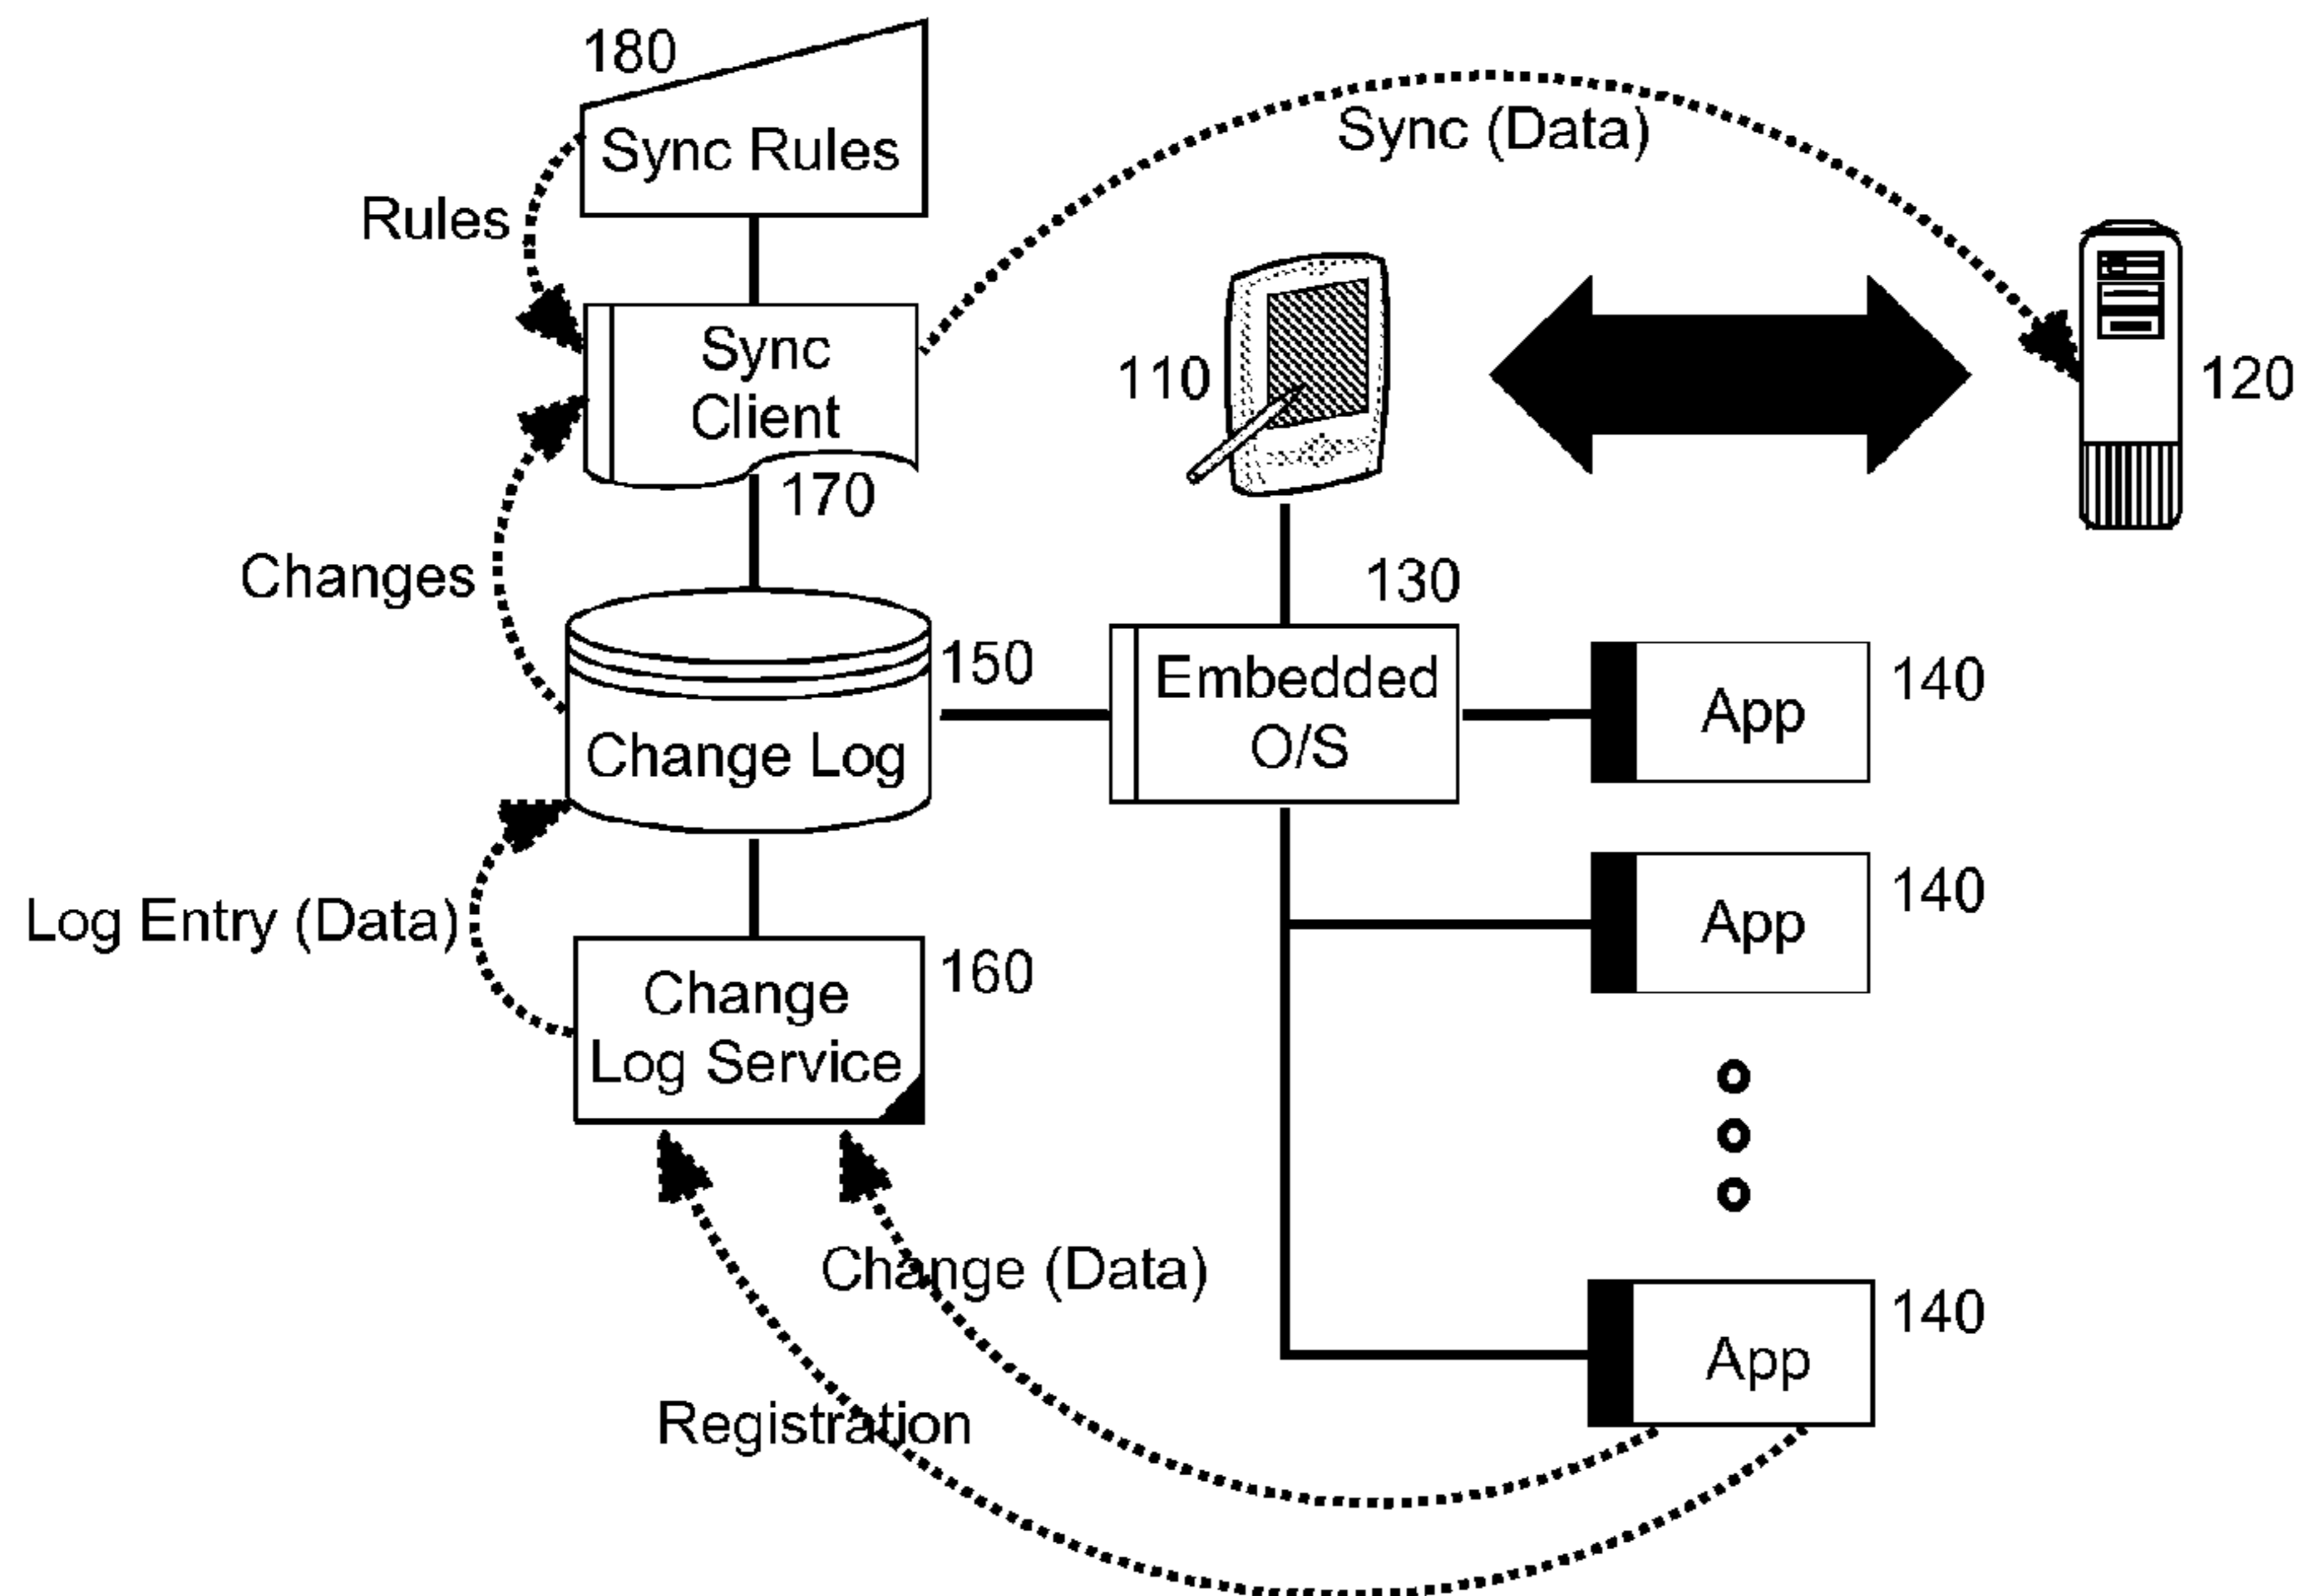 180
Sync Rules
Sync (Data)
Rules
Sync
Client
110
120
170
Changes
130
150
Embedded
O/S
App
140
Change Log
App
140
Log Entry (Data)
160
Change
Log Service
Change (Data)
140
App
Registration